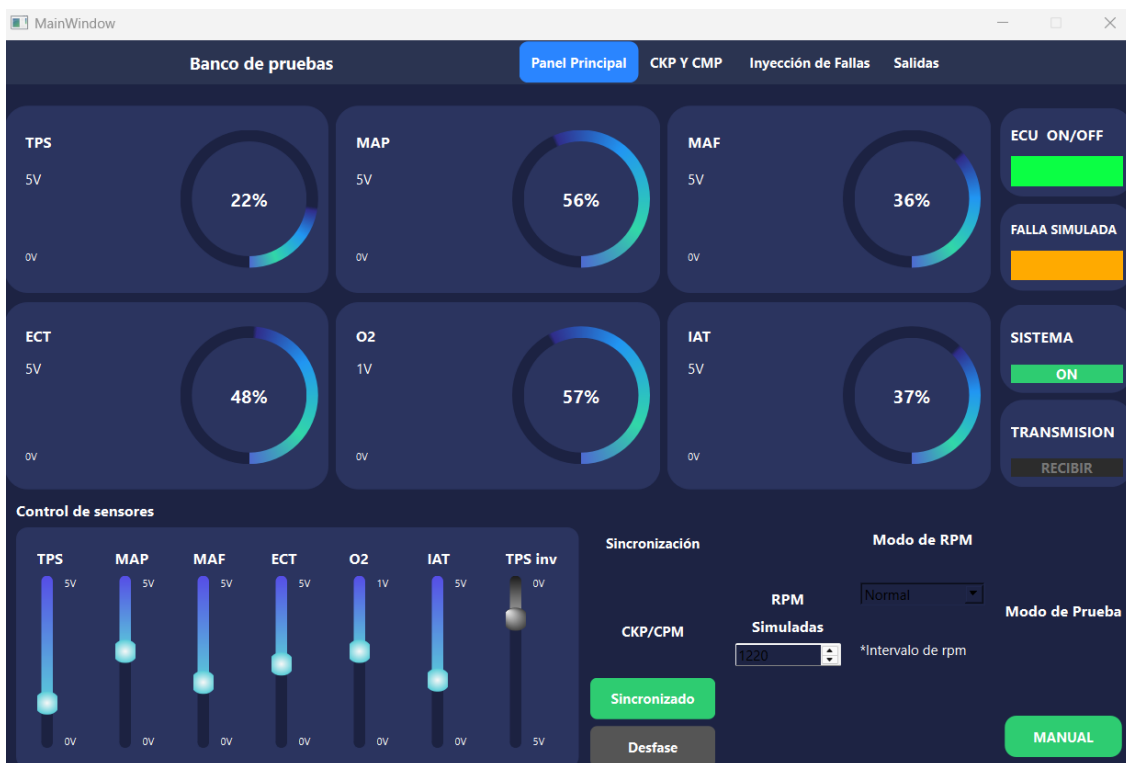 MainWindow
Banco de pruebas
Panel Principal
CKP Y CMP
Inyección de Fallas
Salidas
TPS
5V
22%
0V
MAP
5V
56%
0V
MAF
5V
36%
0V
ECU ON/OFF
FALLA SIMULADA
ECT
5V
48%
0V
O2
1V
57%
0V
IAT
5V
37%
0V
SISTEMA
ON
TRANSMISION
RECIBIR
Control de sensores
TPS
5V
0V
MAP
5V
0V
MAF
5V
0V
ECT
5V
0V
O2
1V
0V
IAT
5V
0V
TPS inv
0V
5V
Sincronización
CKP/CPM
Sincronizado
Desfase
RPM
Simuladas
1220
Modo de RPM
Normal
*Intervalo de rpm
Modo de Prueba
MANUAL